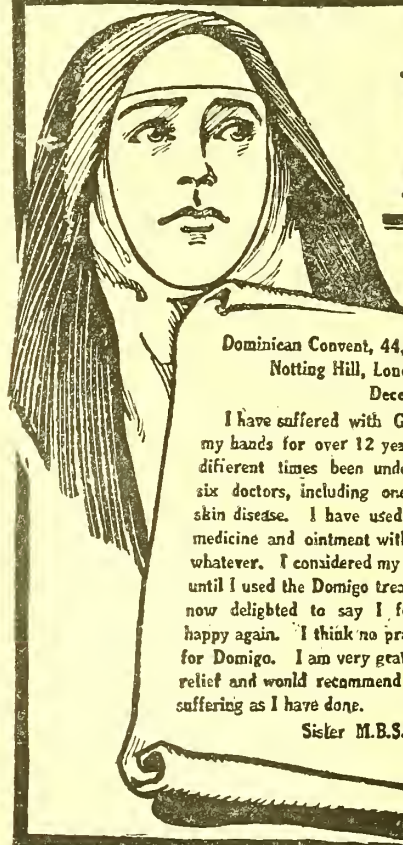 Dominican Convent, 44,
Notting Hill, Lon
Dece
I have suffered with G
my hands for over 12 yea
different times been unde
six doctors, including one
skin disease. I have used
medicine and ointment with
whatever. I considered my
until I used the Domigo trea
now delighted to say I f
happy again. I think no pra
for Domigo. I am very grat
relief and would recommend
suffering as I have done.
Sister M.B.S.